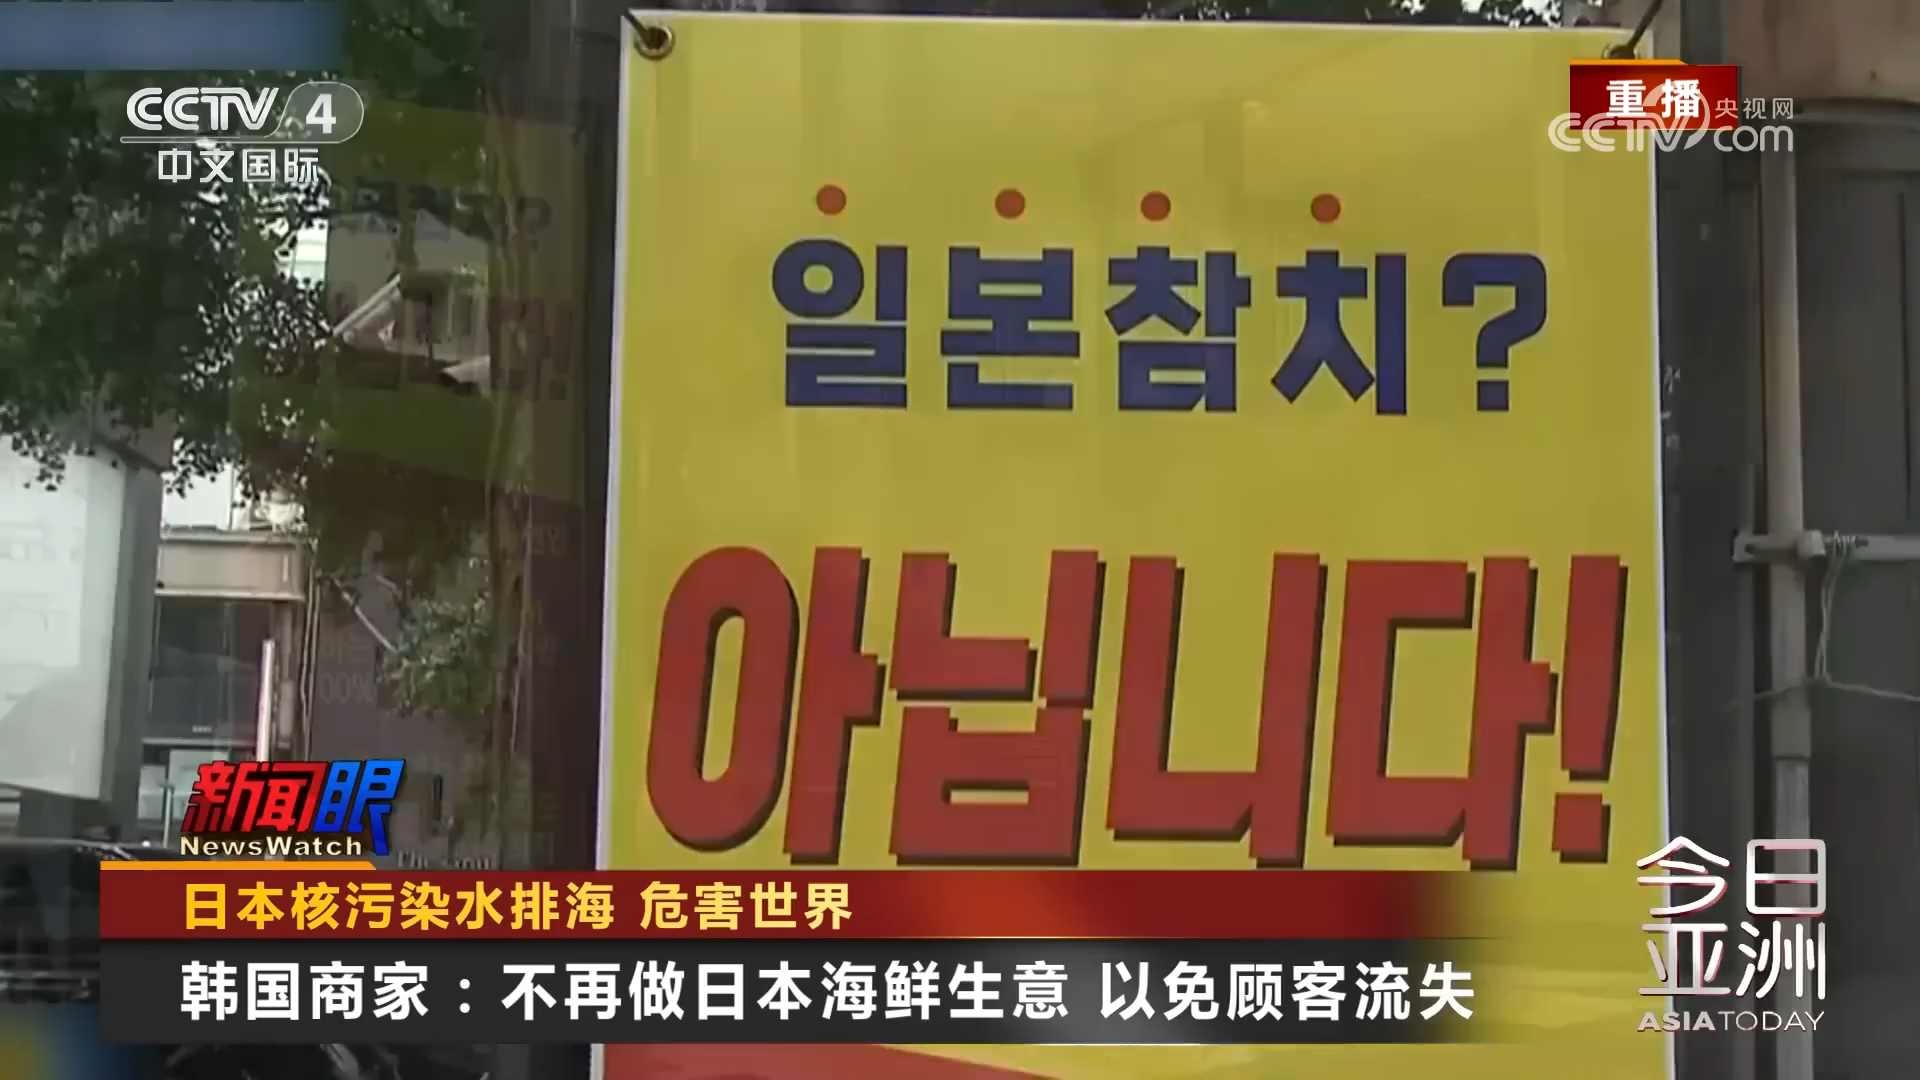 CCTV 4
中文国际
重播
央视网
CCTV.com
일본참치?
아닙니다!
00%
新闻眼
NewsWatch
日本核污染水排海 危害世界
韩国商家：不再做日本海鲜生意 以免顾客流失
今日
亚洲
ASIA TODAY